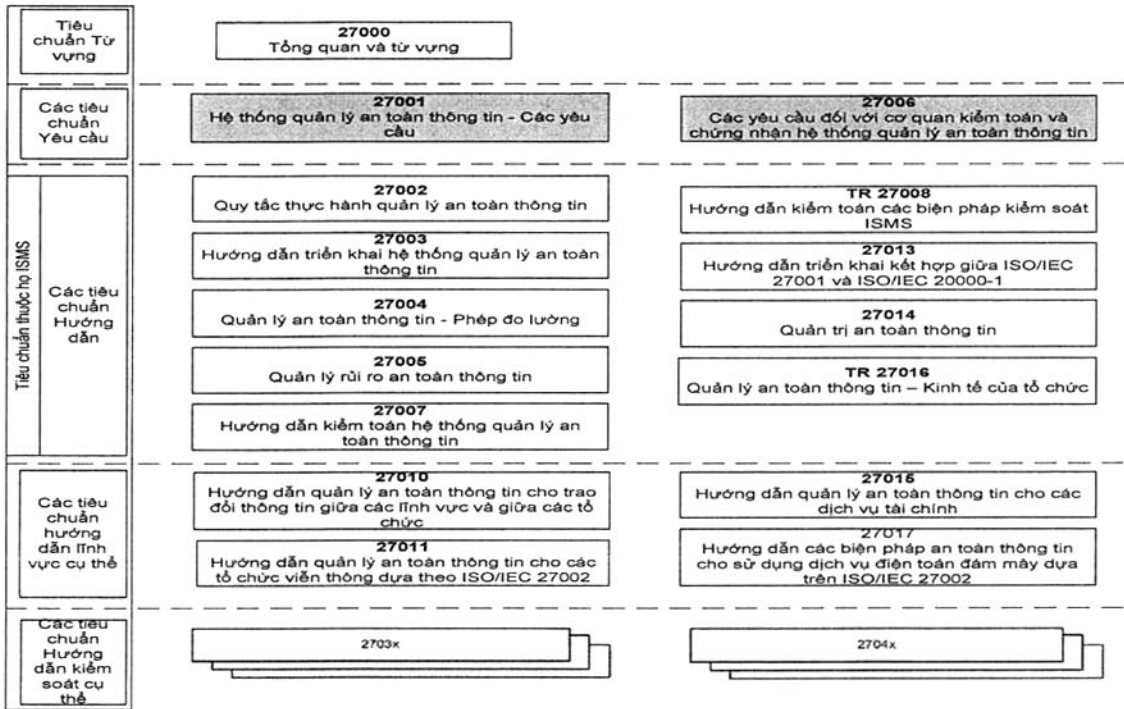 Tiêu
chuẩn Từ
vựng
27000
Tổng quan và từ vựng
Các tiêu
chuẩn
Yêu cầu
27001
Hệ thống quản lý an toàn thông tin - Các yêu
cầu
27006
Các yêu cầu đối với cơ quan kiểm toán và
chứng nhận hệ thống quản lý an toàn thông tin
Tiêu chuẩn thuộc họ ISMS
Các tiêu
chuẩn
Hướng
dẫn
27002
Quy tắc thực hành quản lý an toàn thông tin
27003
Hướng dẫn triển khai hệ thống quản lý an toàn
thông tin
27004
Quản lý an toàn thông tin - Phép đo lường
27005
Quản lý rủi ro an toàn thông tin
27007
Hướng dẫn kiểm toán hệ thống quản lý an
toàn thông tin
TR 27008
Hướng dẫn kiểm toán các biện pháp kiểm soát
ISMS
27013
Hướng dẫn triển khai kết hợp giữa ISO/IEC
27001 và ISO/IEC 20000-1
27014
Quản trị an toàn thông tin
TR 27016
Quản lý an toàn thông tin – Kinh tế của tổ chức
Các tiêu
chuẩn
hướng
dẫn lĩnh
vực cụ thể
27010
Hướng dẫn quản lý an toàn thông tin cho trao
đổi thông tin giữa các lĩnh vực và giữa các tổ
chức
27011
Hướng dẫn quản lý an toàn thông tin cho các
tổ chức viễn thông dựa theo ISO/IEC 27002
27015
Hướng dẫn quản lý an toàn thông tin cho các
dịch vụ tài chính
27017
Hướng dẫn các biện pháp an toàn thông tin
cho sử dụng dịch vụ điện toán đám mây dựa
trên ISO/IEC 27002
Các tiêu
chuẩn
Hướng
dẫn kiểm
soát cụ
thể
2703x
2704x